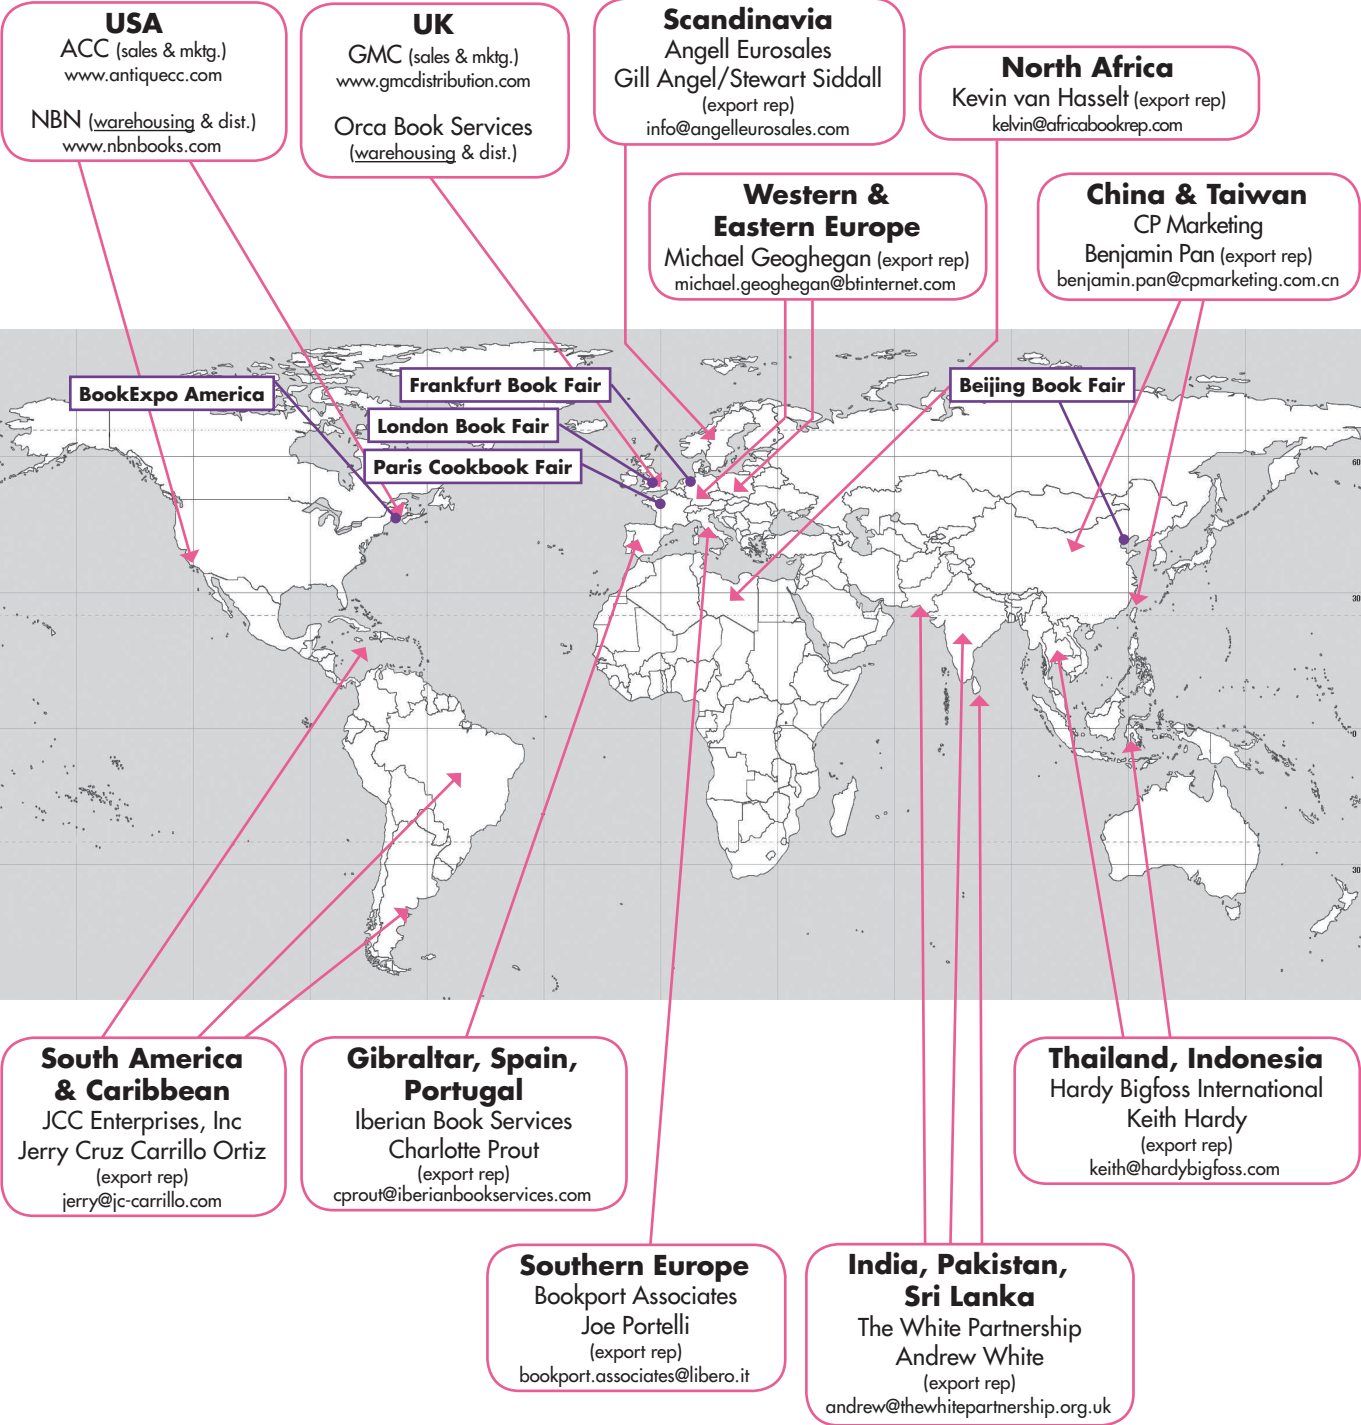 USA
ACC (sales & mktg.)
www.antiquecc.com
NBN (warehousing & dist.)
www.nbnbooks.com
UK
GMC (sales & mktg.)
www.gmcdistribution.com
Orca Book Services
(warehousing & dist.)
Scandinavia
Angell Eurosales
Gill Angel/Stewart Siddall
(export rep)
info@angelleurosales.com
North Africa
Kevin van Hasselt (export rep)
kelvin@africabookrep.com
Western &
Eastern Europe
Michael Geoghegan (export rep)
michael.geoghegan@btinternet.com
China & Taiwan
CP Marketing
Benjamin Pan (export rep)
benjamin.pan@cpmarketing.com.cn
BookExpo America
Frankfurt Book Fair
London Book Fair
Paris Cookbook Fair
Beijing Book Fair
60
30
0
30
South America
& Caribbean
JCC Enterprises, Inc
Jerry Cruz Carrillo Ortiz
(export rep)
jerry@jc-carrillo.com
Gibraltar, Spain,
Portugal
Iberian Book Services
Charlotte Prout
(export rep)
cprout@iberianbookservices.com
Thailand, Indonesia
Hardy Bigfoss International
Keith Hardy
(export rep)
keith@hardybigfoss.com
Southern Europe
Bookport Associates
Joe Portelli
(export rep)
bookport.associates@libero.it
India, Pakistan,
Sri Lanka
The White Partnership
Andrew White
(export rep)
andrew@thewhitepartnership.org.uk